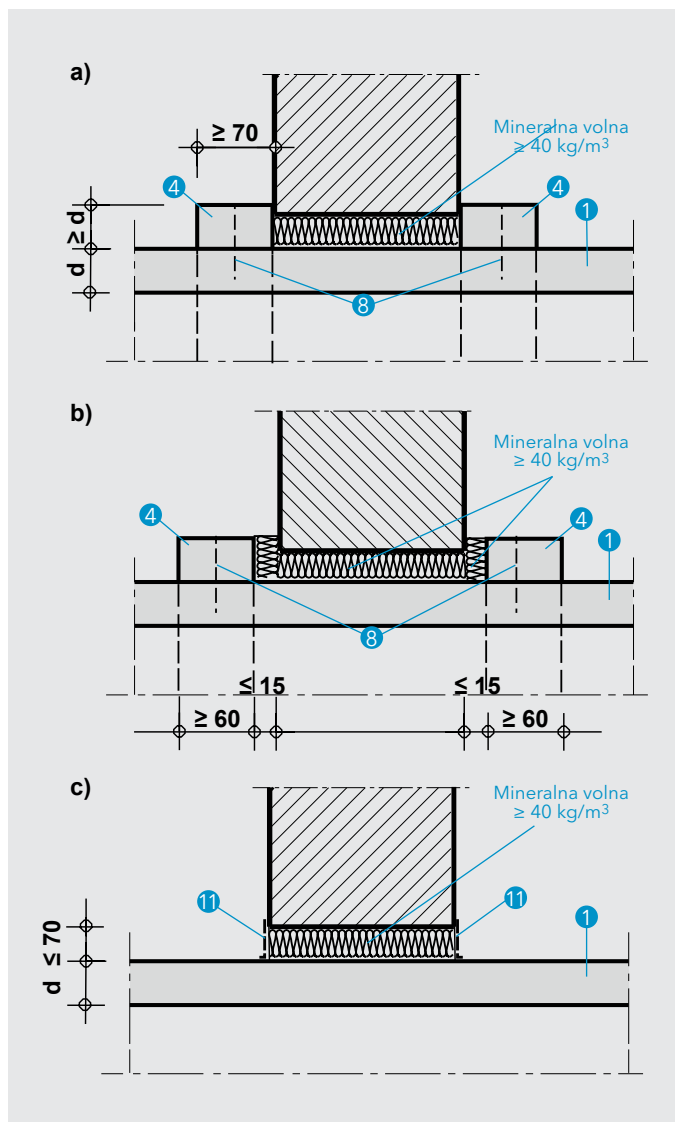 a)
≥ 70
Mineralna volna
≥ 40 kg/m³
4
4
1
≥ d
d
8
b)
Mineralna volna
≥ 40 kg/m³
4
4
1
8
≤ 15
≤ 15
≥ 60
≥ 60
c)
Mineralna volna
≥ 40 kg/m³
11
11
1
≤ 70
d